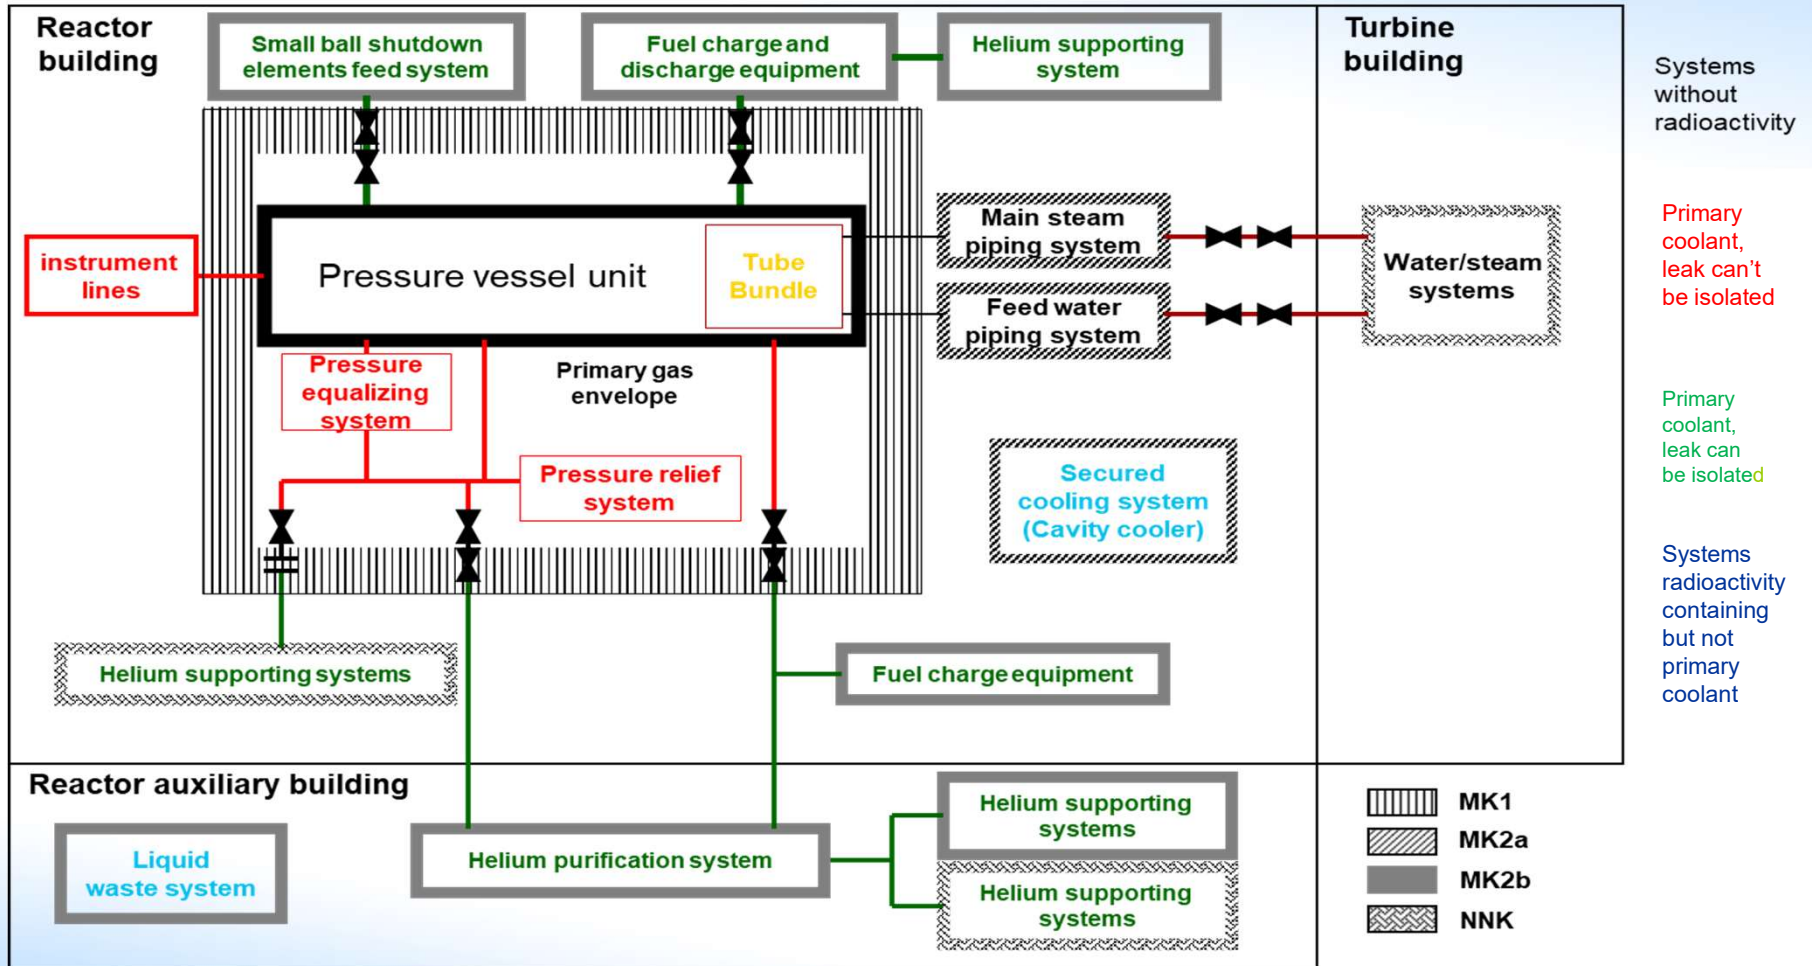 Reactor
building
Small ball shutdown
elements feed system
Fuel charge and
discharge equipment
Helium supporting
system
Turbine
building
Systems
without
radioactivity
instrument
lines
Pressure vessel unit
Tube
Bundle
Main steam
piping system
Feed water
piping system
Water/steam
systems
Primary
coolant,
leak can't
be isolated
Pressure
equalizing
system
Primary gas
envelope
Pressure relief
system
Secured
cooling system
(Cavity cooler)
Primary
coolant,
leak can
be isolated
Systems
radioactivity
containing
but not
primary
coolant
Helium supporting systems
Fuel charge equipment
Reactor auxiliary building
Liquid
waste system
Helium purification system
Helium supporting
systems
Helium supporting
systems
MK1
MK2a
MK2b
NNK